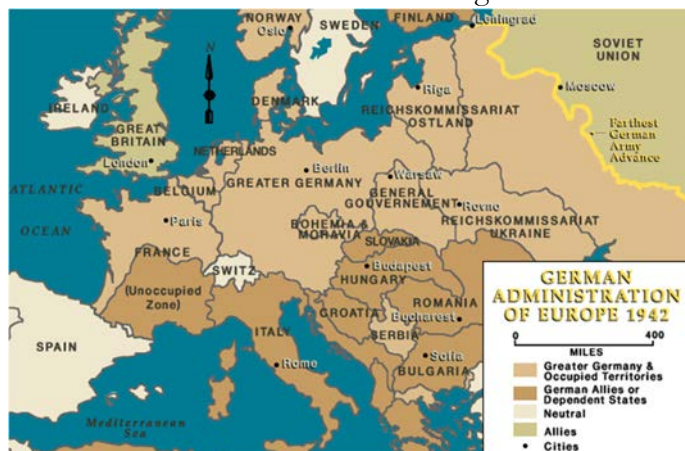 NORWAY
Oslo
SWEDEN
FINLAND
Leningrad
SOVIET
UNION
N
Moscow
Riga
IRELAND
DENMARK
REICHSKOMMISSARIAT
OSTLAND
Farthest
German
Army
Advance
GREAT
BRITAIN
London
NETHERLANDS
Berlin
Warsaw
ATLANTIC
OCEAN
BELGIUM
GREATER GERMANY
GENERAL
GOUVERNEMENT
Rovno
REICHSKOMMISSARIAT
UKRAINE
Paris
BOHEMIA &
MORAVIA
SLOVAKIA
FRANCE
SWITZ
Budapest
HUNGARY
(Unoccupied
Zone)
ROMANIA
CROATIA
Bucharest
SPAIN
ITALY
SERBIA
Rome
Sofia
BULGARIA
Mediterranean
Sea
GERMAN
ADMINISTRATION
OF EUROPE 1942
0 400
MILES
Greater Germany &
Occupied Territories
German Allies or
Dependent States
Neutral
Allies
Cities